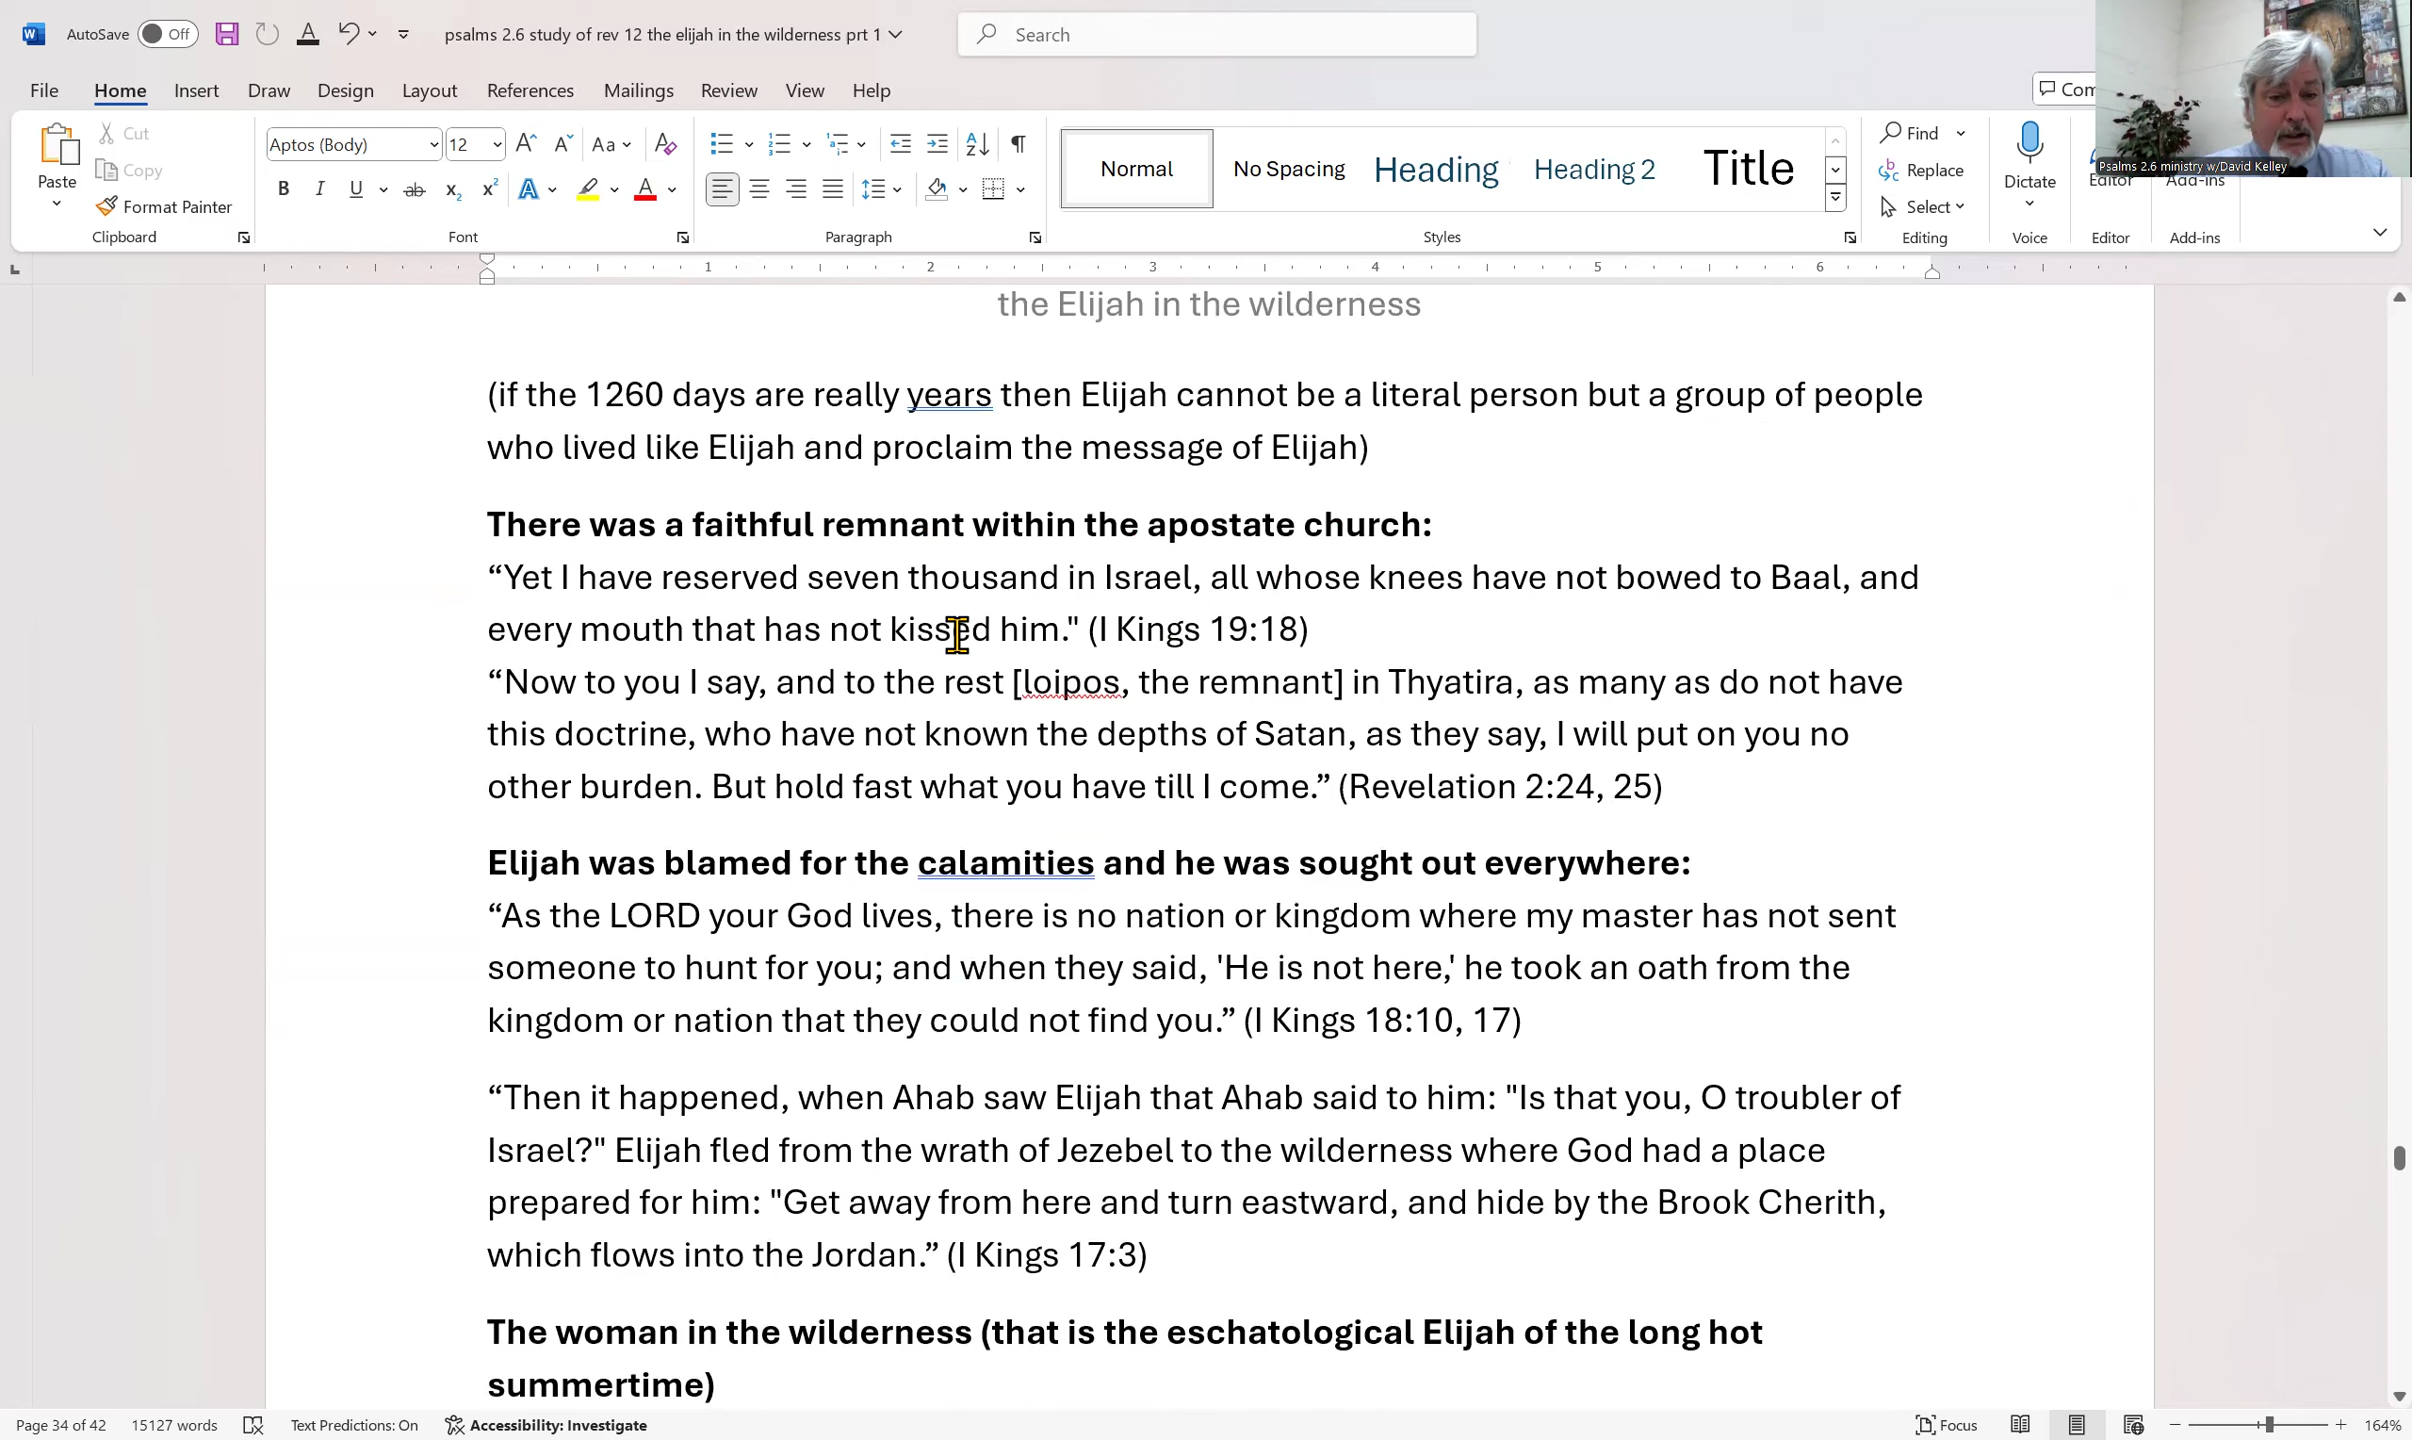 AutoSave Off psalms 2.6 study of rev 12 the elijah in the wilderness prt 1 Search
File Home Insert Draw Design Layout References Mailings Review View Help Com
Psalms 2.6 ministry w/David Kelley
Paste Cut Copy Format Painter Clipboard
Aptos (Body) 12 Font
Paragraph
Normal No Spacing Heading Heading 2 Title Styles
Find Replace Select Editing
Dictate Voice
Editor Editor
Add-ins Add-ins
1 2 3 4 5 6
the Elijah in the wilderness
(if the 1260 days are really years then Elijah cannot be a literal person but a group of people
who lived like Elijah and proclaim the message of Elijah)
There was a faithful remnant within the apostate church:
“Yet I have reserved seven thousand in Israel, all whose knees have not bowed to Baal, and
every mouth that has not kissed him." (I Kings 19:18)
“Now to you I say, and to the rest [loipos, the remnant] in Thyatira, as many as do not have
this doctrine, who have not known the depths of Satan, as they say, I will put on you no
other burden. But hold fast what you have till I come.” (Revelation 2:24, 25)
Elijah was blamed for the calamities and he was sought out everywhere:
“As the LORD your God lives, there is no nation or kingdom where my master has not sent
someone to hunt for you; and when they said, 'He is not here,' he took an oath from the
kingdom or nation that they could not find you.” (I Kings 18:10, 17)
“Then it happened, when Ahab saw Elijah that Ahab said to him: "Is that you, O troubler of
Israel?" Elijah fled from the wrath of Jezebel to the wilderness where God had a place
prepared for him: "Get away from here and turn eastward, and hide by the Brook Cherith,
which flows into the Jordan.” (I Kings 17:3)
The woman in the wilderness (that is the eschatological Elijah of the long hot
summertime)
Page 34 of 42 15127 words Text Predictions: On Accessibility: Investigate Focus 164%